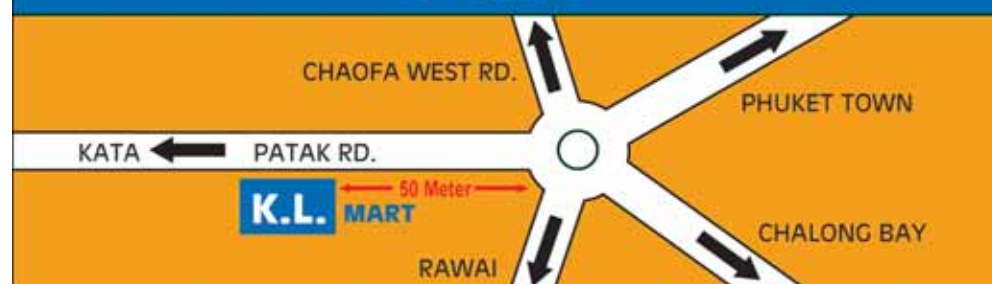 CHAOFA WEST RD.
PHUKET TOWN
KATA PATAK RD.
50 Meter
K.L. MART
CHALONG BAY
RAWAI